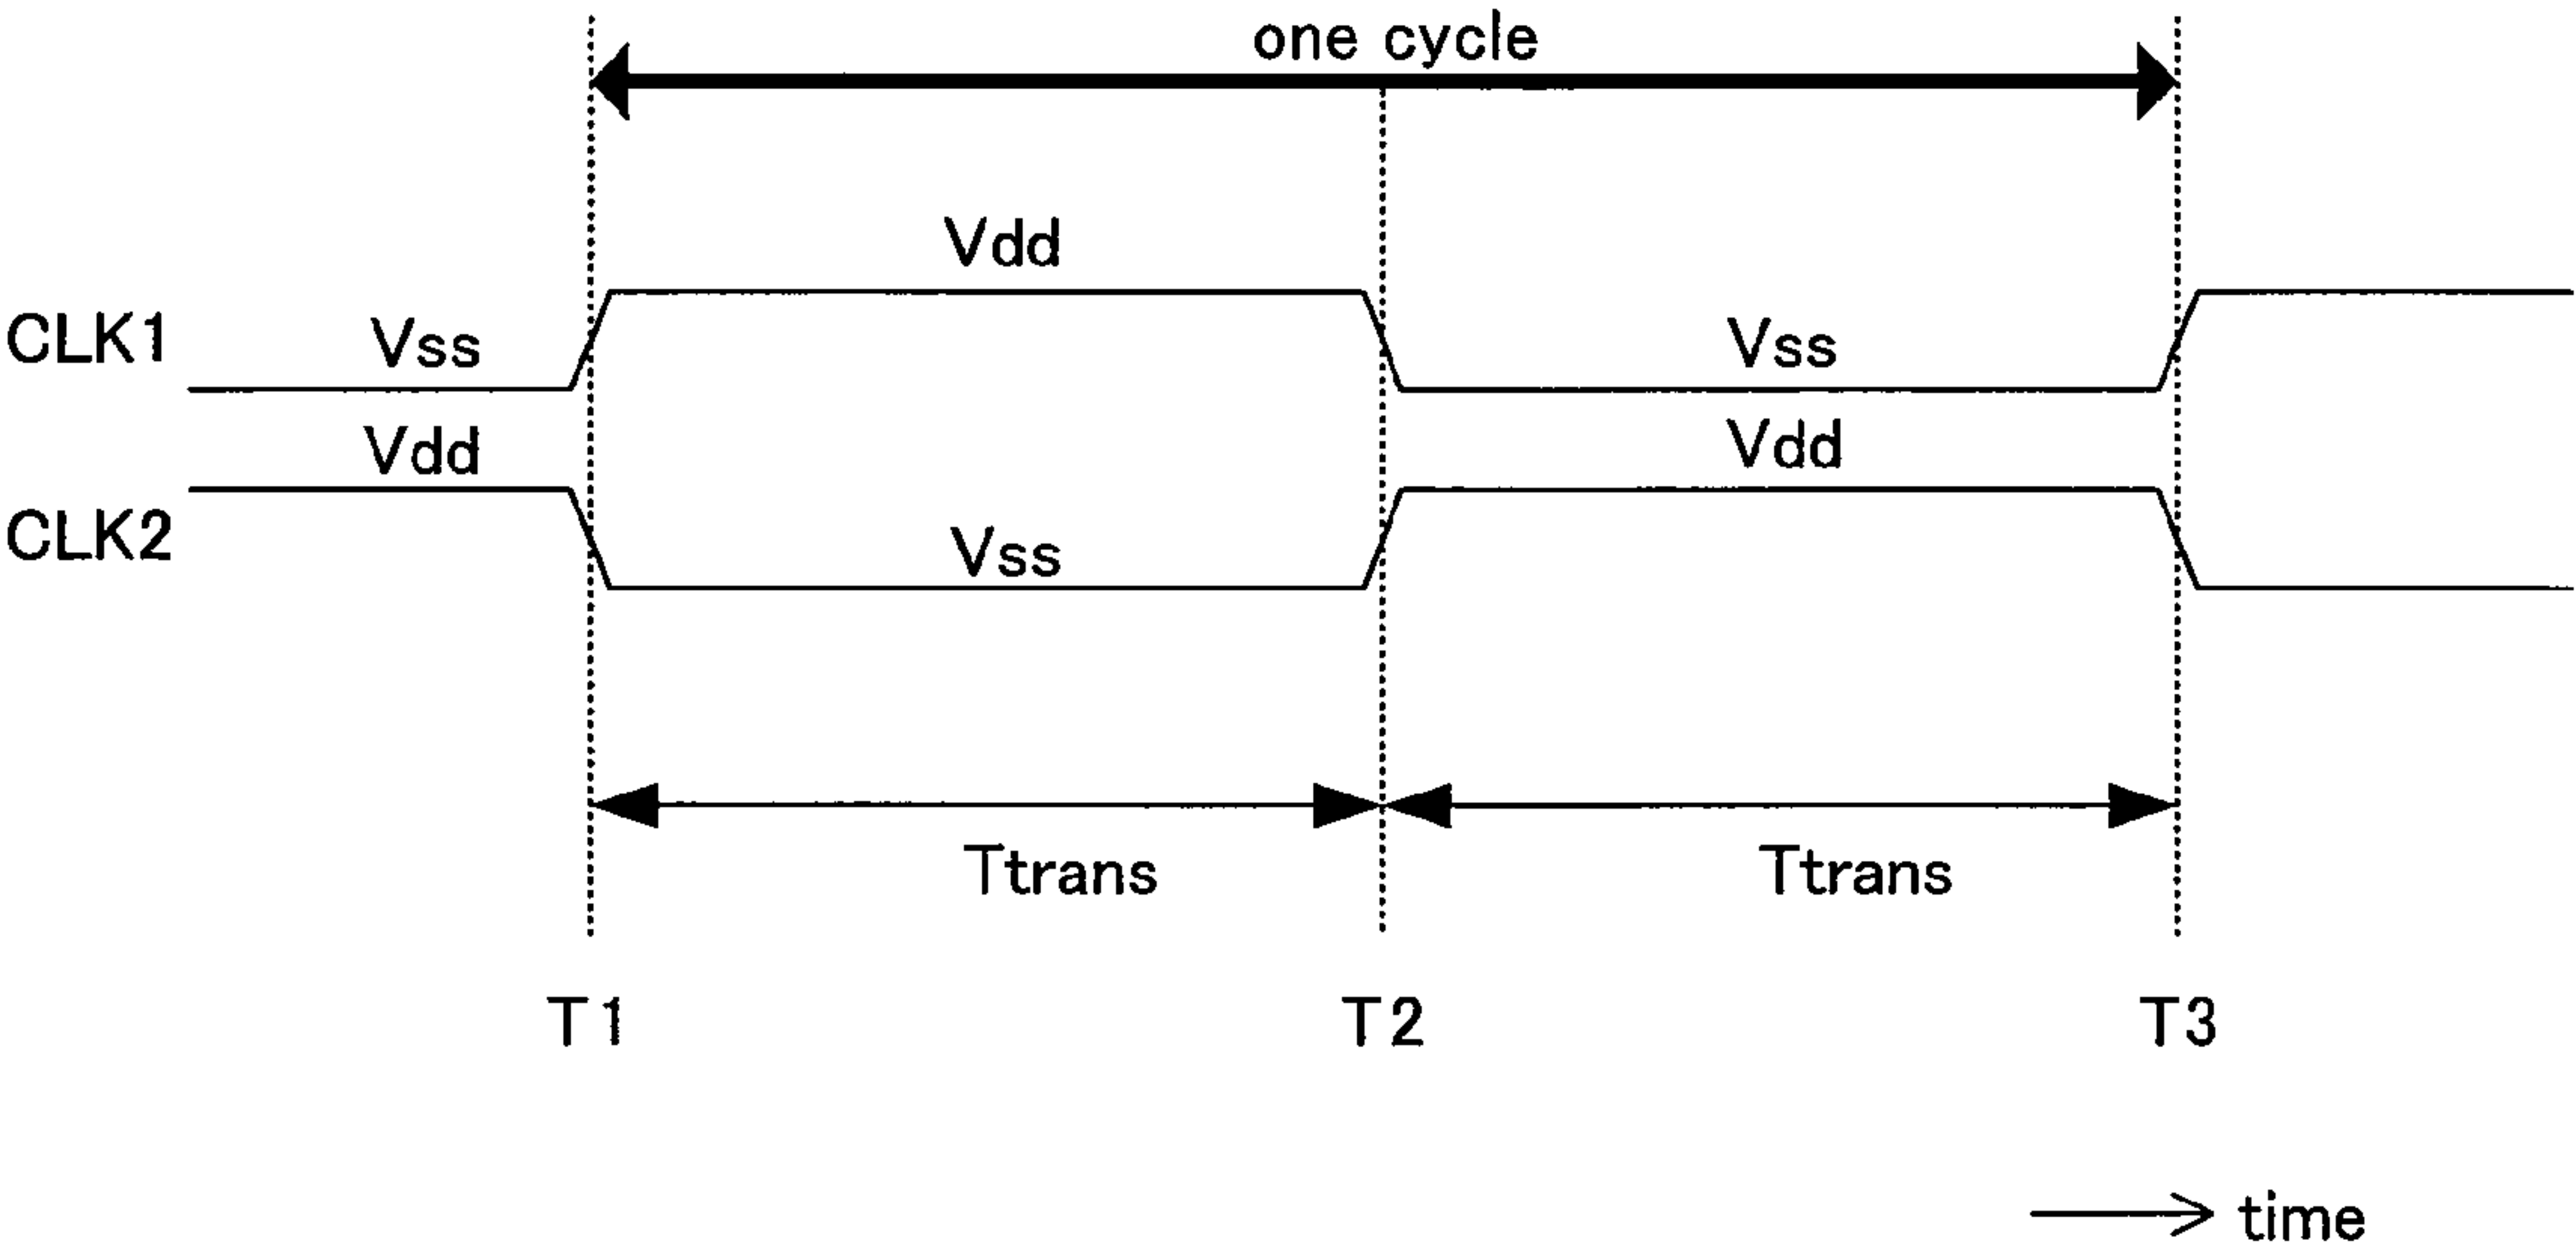 one cycle
Vdd
CLK1 Vss Vss
Vdd Vdd
CLK2 Vss
Ttrans Ttrans
T1 T2 T3
time